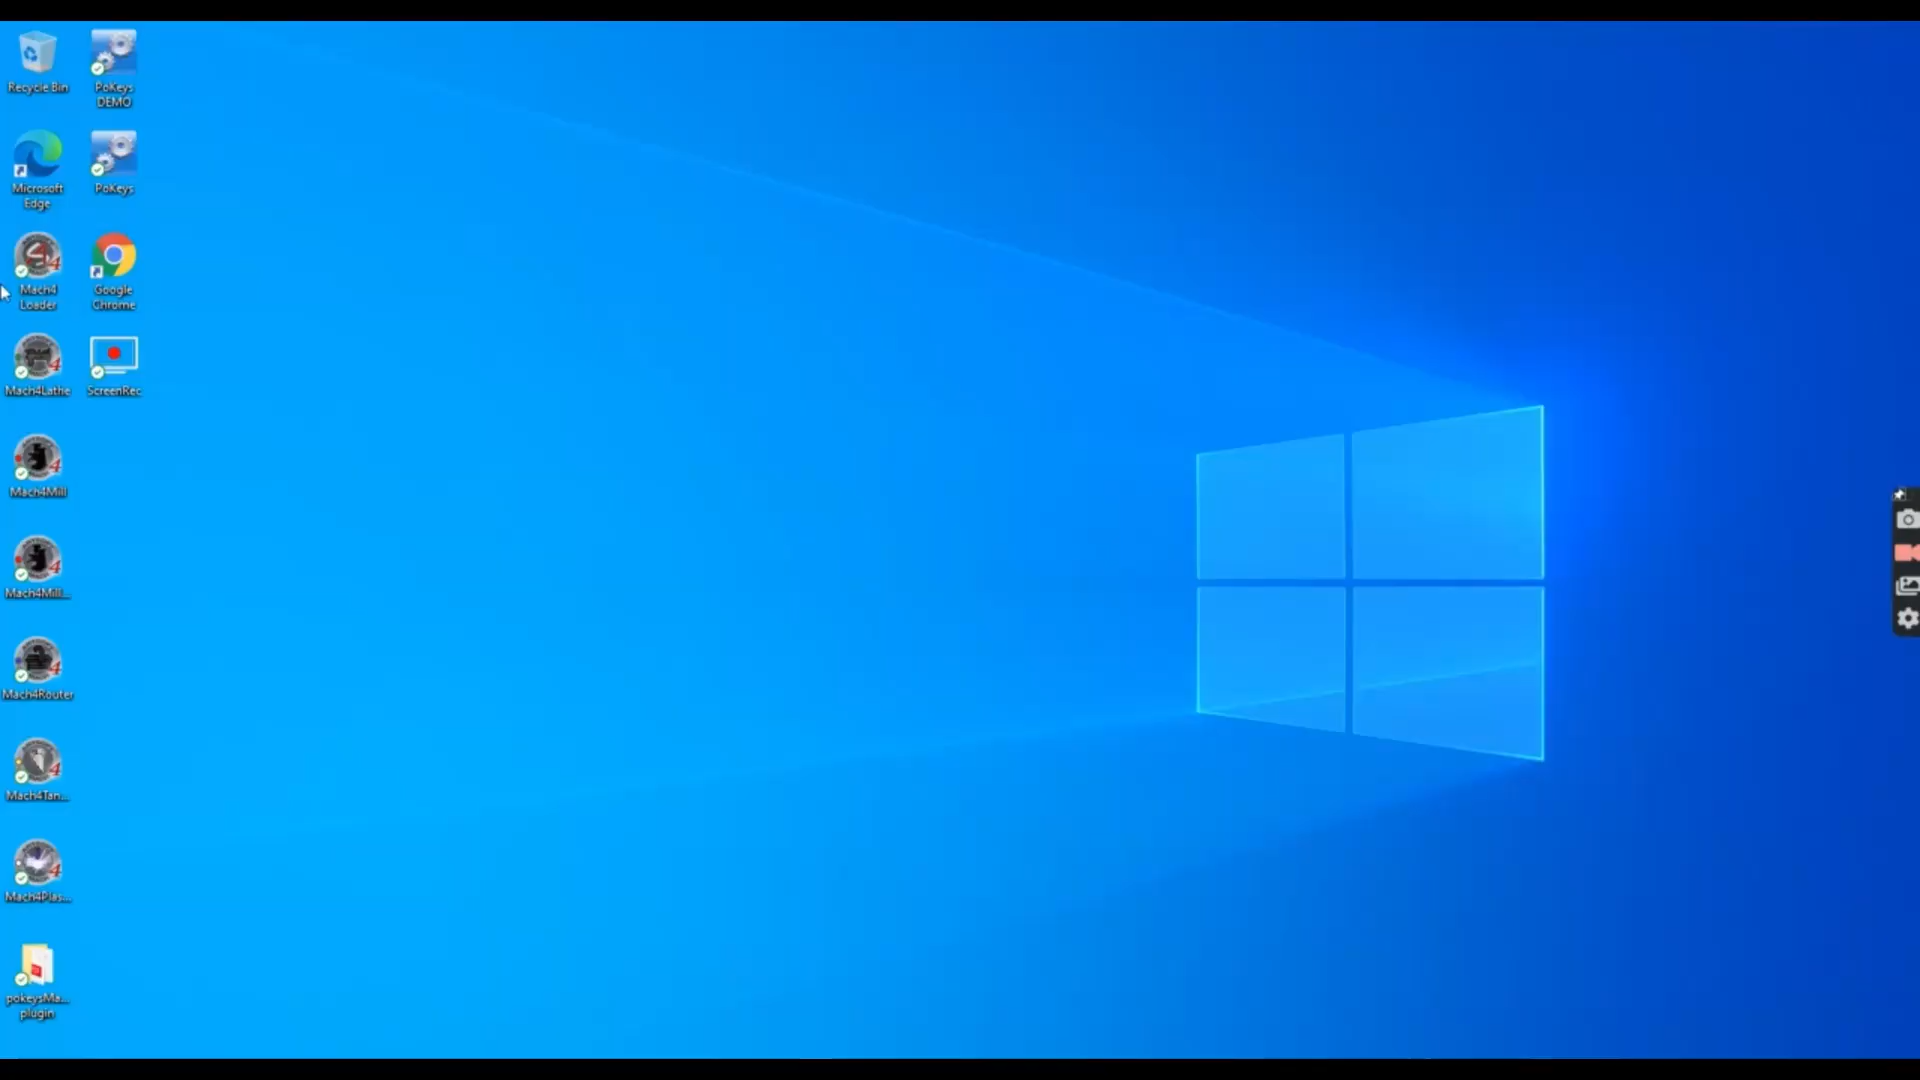 Recycle Bin
PoKeys
DEMO
Microsoft
Edge
PoKeys
Mach4
Loader
Google
Chrome
Mach4Lathe
ScreenRec
Mach4Mill
Mach4Mill...
Mach4Router
Mach4Tan...
Mach4Plas...
pokeysMa...
plugin